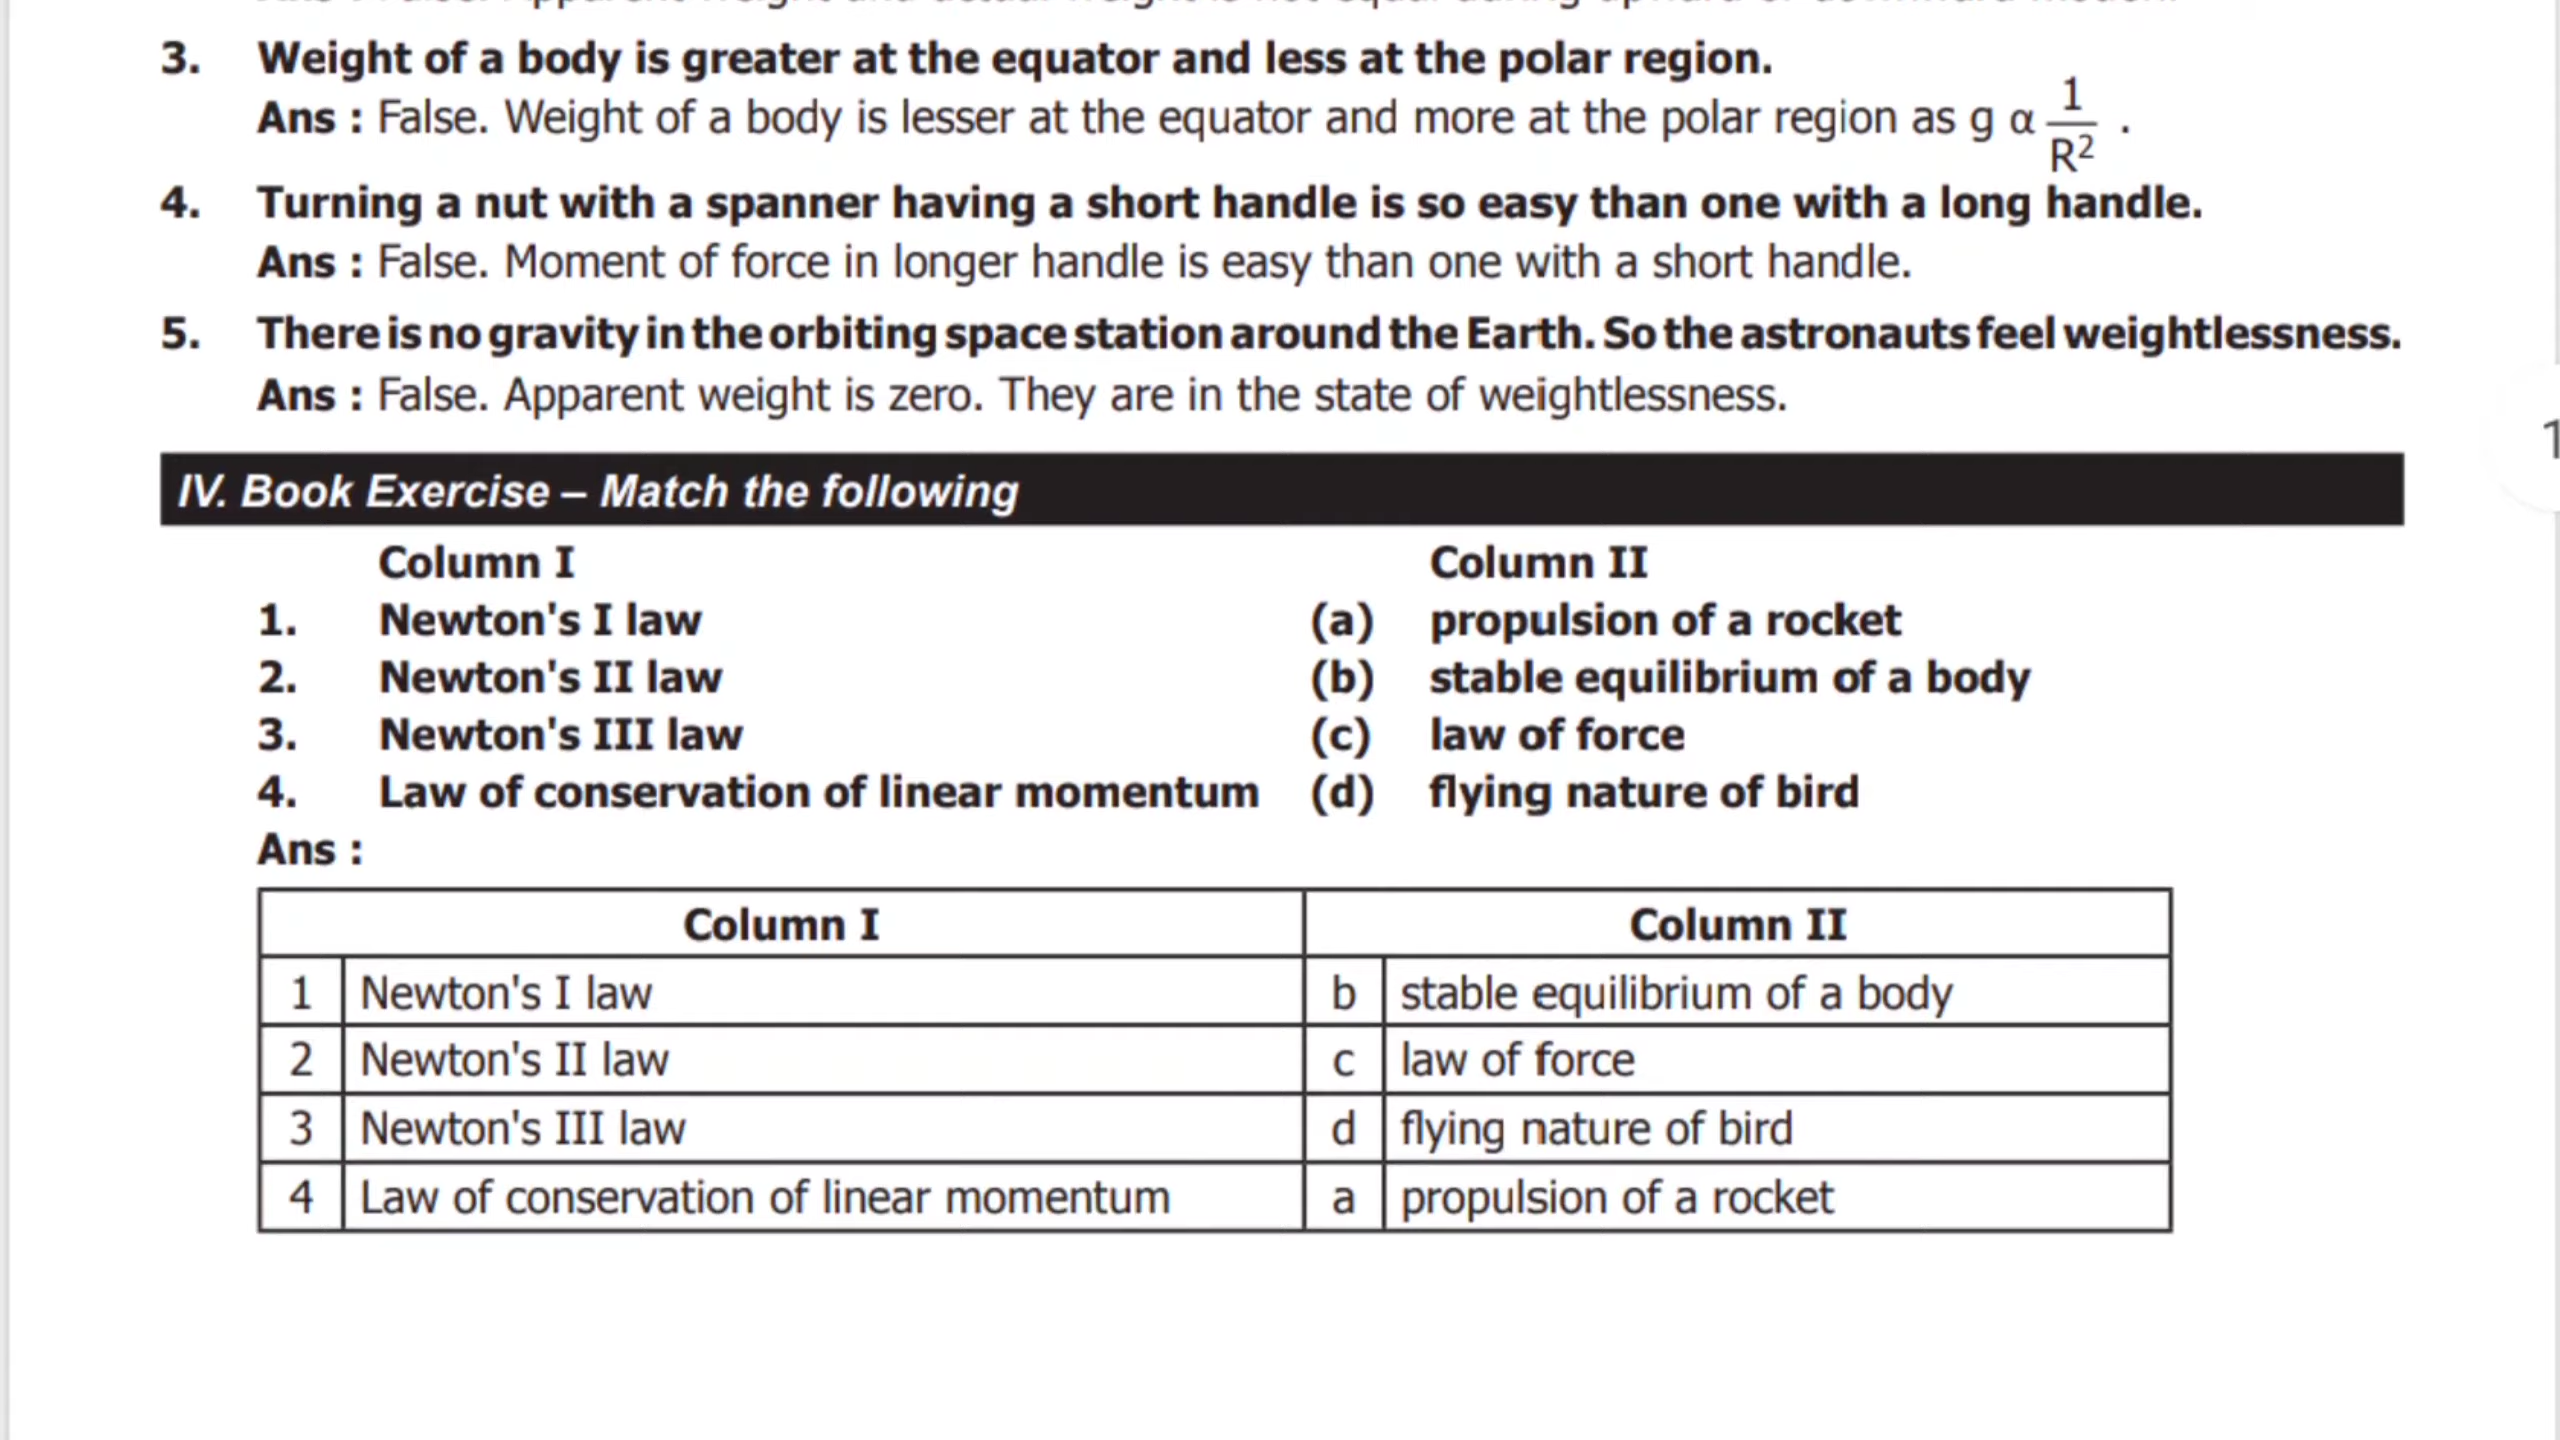 3. Weight of a body is greater at the equator and less at the polar region.
Ans : False. Weight of a body is lesser at the equator and more at the polar region as g α 1/R² .
4. Turning a nut with a spanner having a short handle is so easy than one with a long handle.
Ans : False. Moment of force in longer handle is easy than one with a short handle.
5. There is no gravity in the orbiting space station around the Earth. So the astronauts feel weightlessness.
Ans : False. Apparent weight is zero. They are in the state of weightlessness.
1
IV. Book Exercise – Match the following
Column I Column II
1. Newton's I law (a) propulsion of a rocket
2. Newton's II law (b) stable equilibrium of a body
3. Newton's III law (c) law of force
4. Law of conservation of linear momentum (d) flying nature of bird
Ans :
Column I Column II
1 Newton's I law b stable equilibrium of a body
2 Newton's II law c law of force
3 Newton's III law d flying nature of bird
4 Law of conservation of linear momentum a propulsion of a rocket